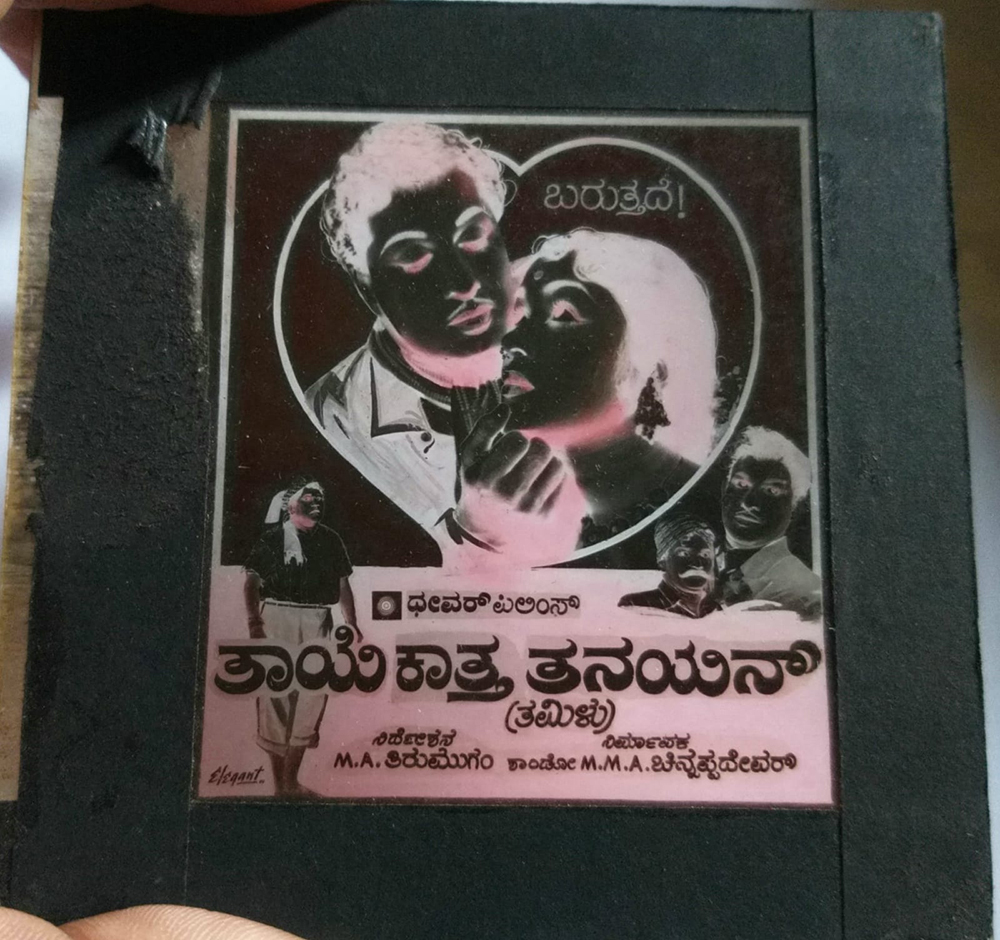 ಬರುತ್ತದೆ!
ಥೇವರ್ ಫಿಲಿಂಸ್
ತಾಯೈ ಕಾತ್ತ ತನಯನ್
(ತಮಿಳು)
ನಿರ್ದೇಶನ
ನಿರ್ಮಾಪಕ
M.A. ತಿರುಮುಗಂ
ಶಾಂಡೋ M.M.A. ಚಿನ್ನಪ್ಪದೇವರ್
Elegant